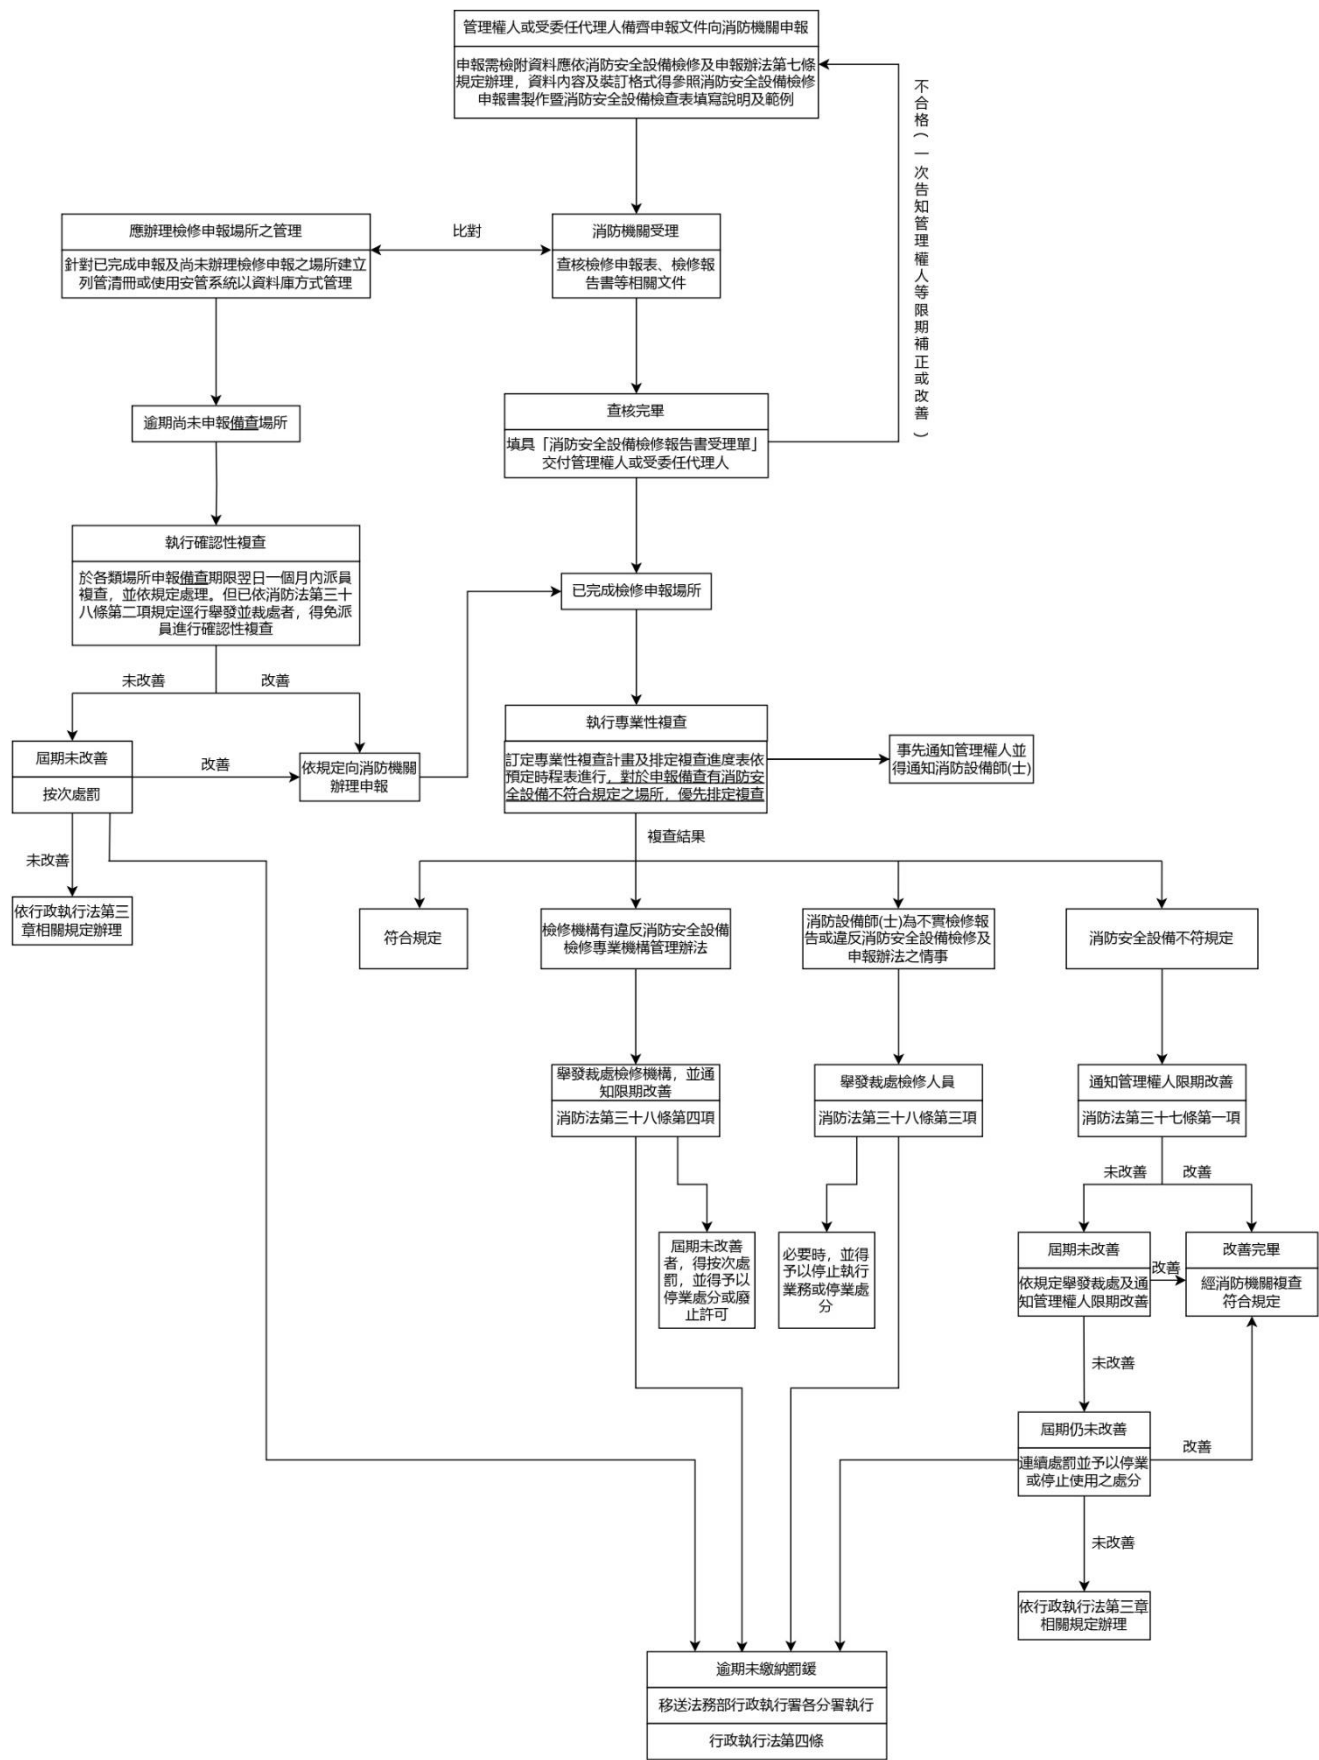 管理權人或受委任代理人備齊申報文件向消防機關申報
申報需檢附資料應依消防安全設備檢修及申報辦法第七條
規定辦理，資料內容及裝訂格式得參照消防安全設備檢修
申報書製作暨消防安全設備檢查表填寫說明及範例
不合格(一次告知管理權人等限期補正或改善)
應辦理檢修申報場所之管理
針對已完成申報及尚未辦理檢修申報之場所建立
列管清冊或使用安管系統以資料庫方式管理
比對
消防機關受理
查核檢修申報表、檢修報
告書等相關文件
逾期尚未申報備查場所
查核完畢
填具「消防安全設備檢修報告書受理單」
交付管理權人或受委任代理人
執行確認性複查
於各類場所申報備查期限翌日一個月內派員
複查，並依規定處理。但已依消防法第三十
八條第二項規定逕行舉發並裁處者，得免派
員進行確認性複查
已完成檢修申報場所
未改善
改善
屆期未改善
按次處罰
改善
依規定向消防機關
辦理申報
執行專業性複查
訂定專業性複查計畫及排定複查進度表依
預定時程表進行，對於申報備查有消防安
全設備不符合規定之場所，優先排定複查
事先通知管理權人並
得通知消防設備師(士)
未改善
依行政執行法第三
章相關規定辦理
複查結果
符合規定
檢修機構有違反消防安全設備
檢修專業機構管理辦法
消防設備師(士)為不實檢修報
告或違反消防安全設備檢修及
申報辦法之情事
消防安全設備不符規定
舉發裁處檢修機構，並通
知限期改善
消防法第三十八條第四項
舉發裁處檢修人員
消防法第三十八條第三項
通知管理權人限期改善
消防法第三十七條第一項
未改善
改善
屆期未改善
者，得按次處
罰，並得予以
停業處分或廢
止許可
必要時，並得
予以停止執行
業務或停業處
分
屆期未改善
依規定舉發裁處及通
知管理權人限期改善
改善
改善完畢
經消防機關複查
符合規定
未改善
屆期仍未改善
連續處罰並予以停業
或停止使用之處分
改善
未改善
依行政執行法第三章
相關規定辦理
逾期未繳納罰鍰
移送法務部行政執行署各分署執行
行政執行法第四條